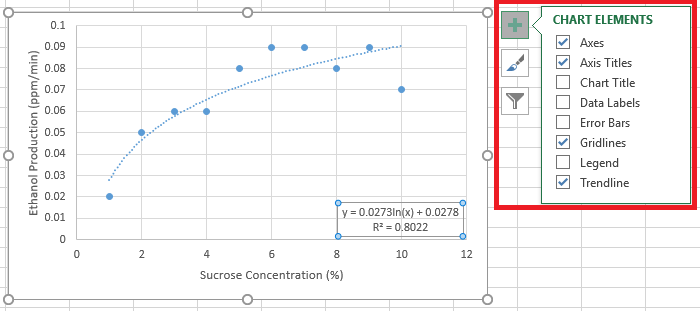 Ethanol Production (ppm/min)
0.1
0.09
0.08
0.07
0.06
0.05
0.04
0.03
0.02
0.01
0
0 2 4 6 8 10 12
Sucrose Concentration (%)
y = 0.0273ln(x) + 0.0278
R² = 0.8022
CHART ELEMENTS
Axes
Axis Titles
Chart Title
Data Labels
Error Bars
Gridlines
Legend
Trendline